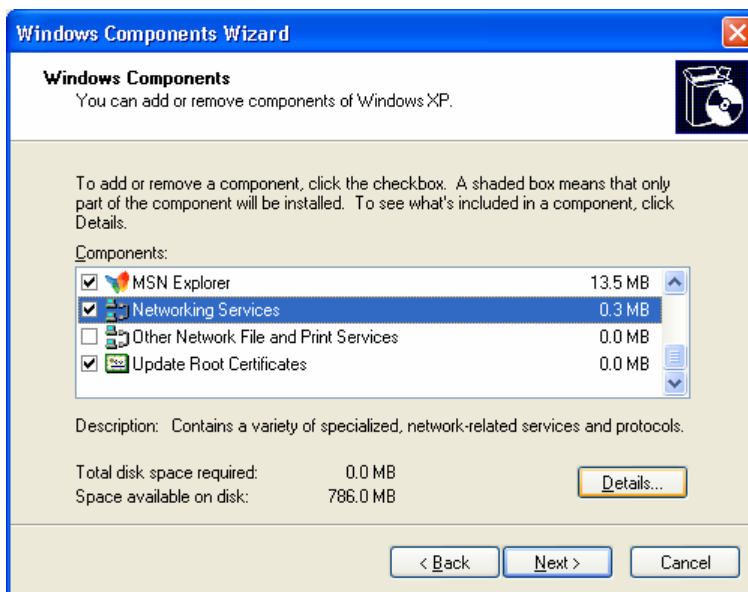 Windows Components Wizard
Windows Components
You can add or remove components of Windows XP.
To add or remove a component, click the checkbox. A shaded box means that only
part of the component will be installed. To see what's included in a component, click
Details.
Components:
MSN Explorer 13.5 MB
Networking Services 0.3 MB
Other Network File and Print Services 0.0 MB
Update Root Certificates 0.0 MB
Description: Contains a variety of specialized, network-related services and protocols.
Total disk space required: 0.0 MB
Space available on disk: 786.0 MB
Details...
< Back Next > Cancel